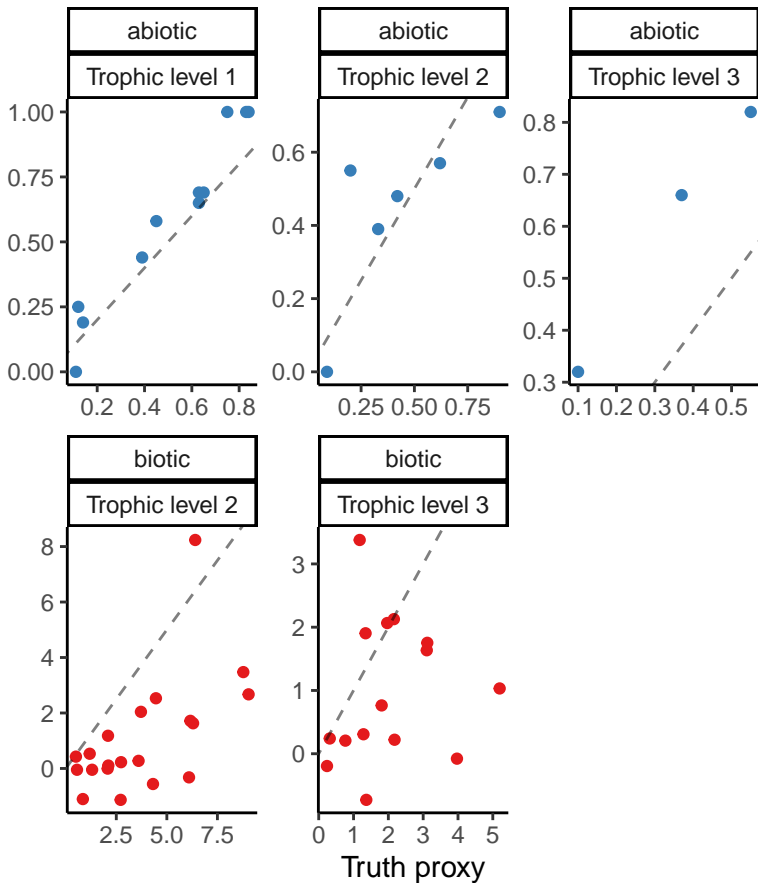 abiotic
Trophic level 1
1.00
0.75
0.50
0.25
0.00
0.2 0.4 0.6 0.8
abiotic
Trophic level 2
0.6
0.4
0.2
0.0
0.25 0.50 0.75
abiotic
Trophic level 3
0.8
0.7
0.6
0.5
0.4
0.3
0.1 0.2 0.3 0.4 0.5
biotic
Trophic level 2
8
6
4
2
0
2.5 5.0 7.5
biotic
Trophic level 3
3
2
1
0
0 1 2 3 4 5
Truth proxy